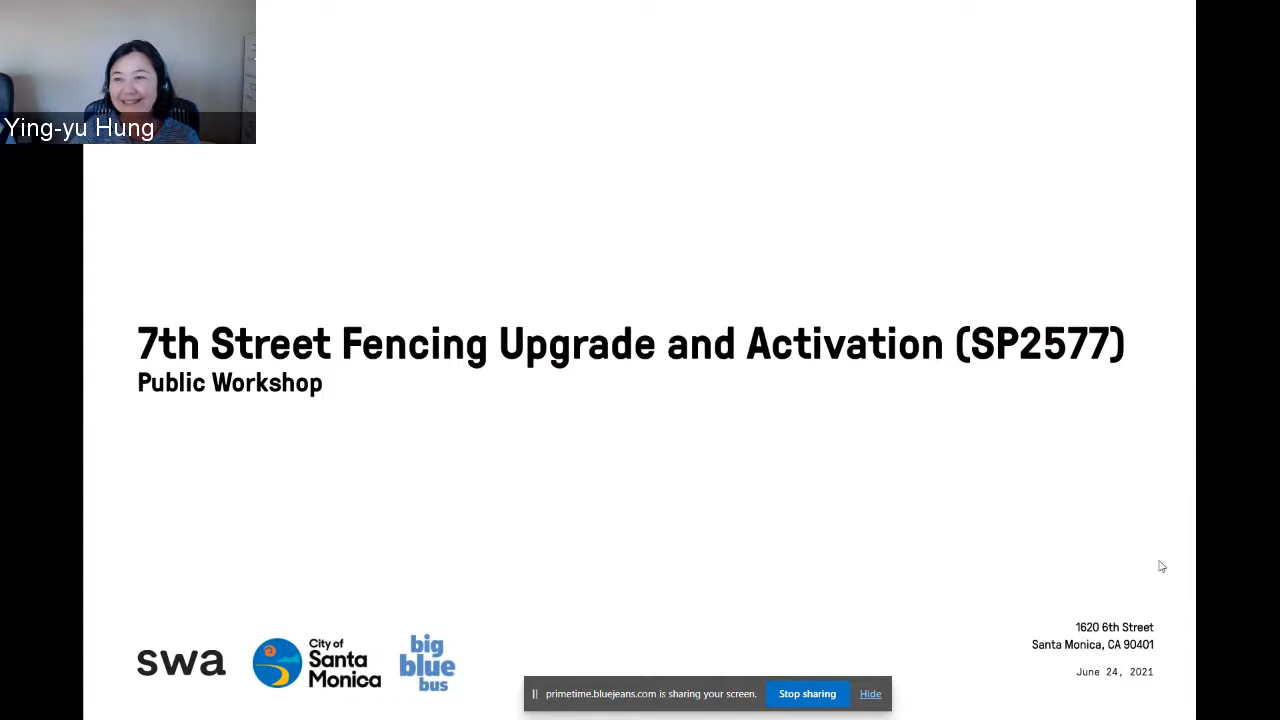 Ying-yu Hung
7th Street Fencing Upgrade and Activation (SP2577)
Public Workshop
1620 6th Street
Santa Monica, CA 90401
June 24, 2021
swa
City of
Santa
Monica
big
blue
bus
primetime.bluejeans.com is sharing your screen.
Stop sharing
Hide